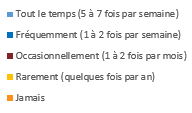 Tout le temps (5 à 7 fois par semaine)
Fréquemment (1 à 2 fois par semaine)
Occasionnellement (1 à 2 fois par mois)
Rarement (quelques fois par an)
Jamais